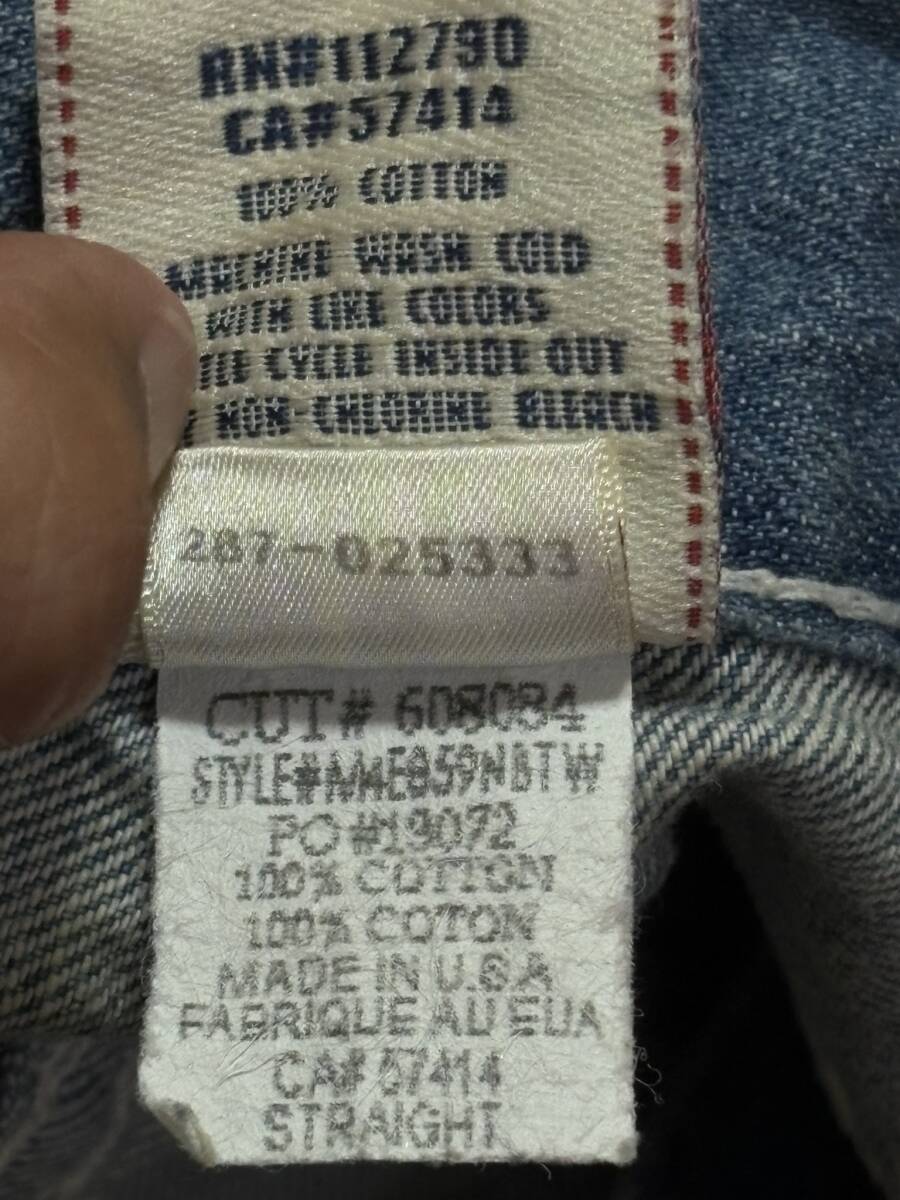 RN#112790
CA#57414
100% COTTON
MACHINE WASH COLD
WITH LIKE COLORS
CYCLE INSIDE OUT
NON-CHLORINE BLEACH
287-025333
CUT# 608084
PO#19072
100% COTTON
100% COTON
MADE IN U.S.A
FABRIQUE AU EUA
CA# 57414
STRAIGHT